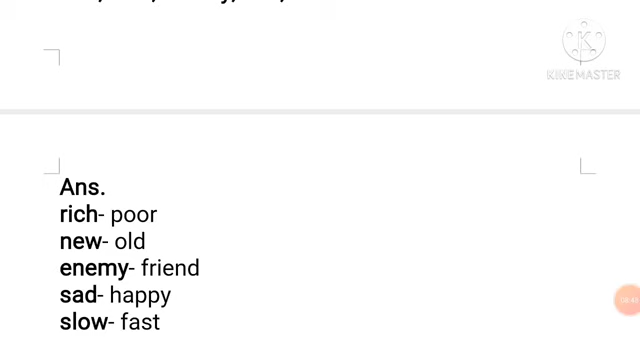 KINEMASTER
Ans.
rich- poor
new- old
enemy- friend
sad- happy
slow- fast